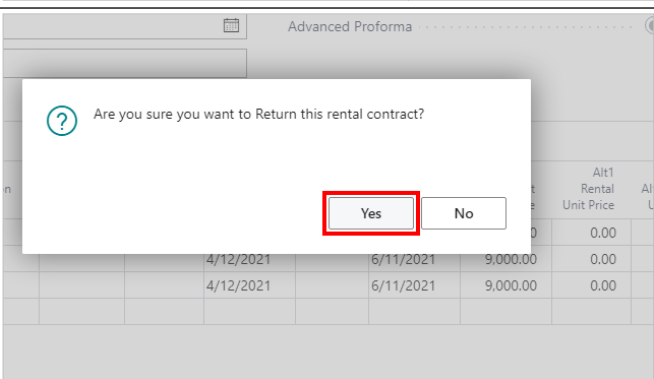 Advanced Proforma
Are you sure you want to Return this rental contract?
Yes No
Alt1
Rental
Unit Price
0.00
4/12/2021 6/11/2021 9,000.00 0.00
4/12/2021 6/11/2021 9,000.00 0.00